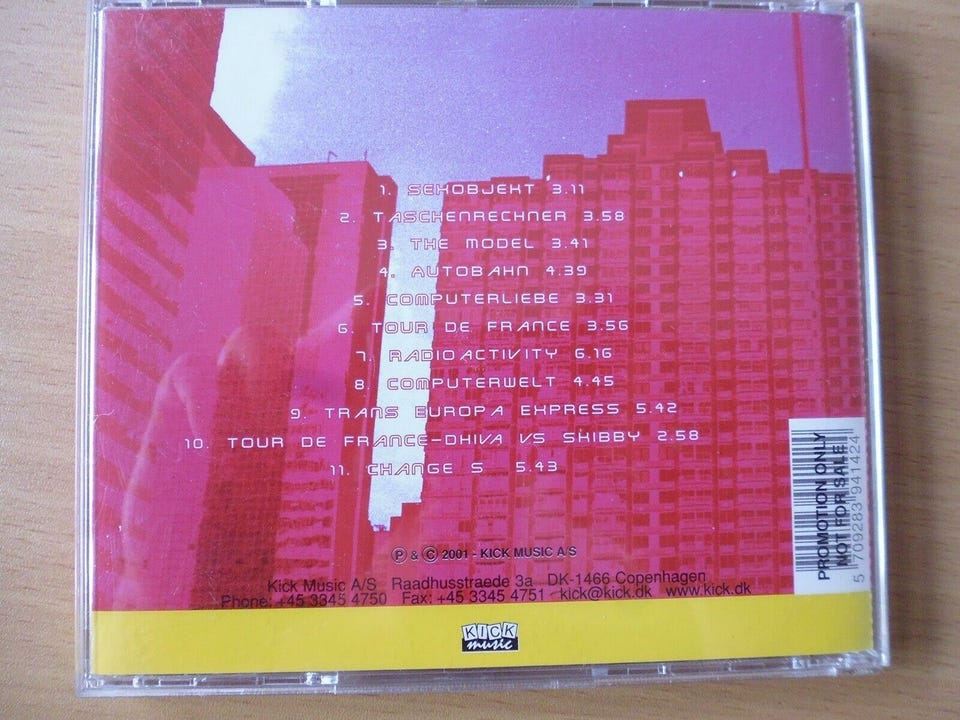 1. SEXOBJEKT 3.11
2. TASCHENRECHNER 3.58
3. THE MODEL 3.41
4. AUTOBAHN 4.39
5. COMPUTERLIEBE 3.31
6. TOUR DE FRANCE 3.56
7. RADIOACTIVITY 6.16
8. COMPUTERWELT 4.45
9. TRANS EUROPA EXPRESS 5.42
10. TOUR DE FRANCE-DHIVA VS SKIBBY 2.58
11. CHANGE S 5.43
Ⓟ & © 2001 - KICK MUSIC A/S
Kick Music A/S Raadhusstraede 3a DK-1466 Copenhagen
Phone: +45 3345 4750 Fax: +45 3345 4751 kick@kick.dk www.kick.dk
KICK
music
PROMOTION ONLY
NOT FOR SALE
5 709283 941424